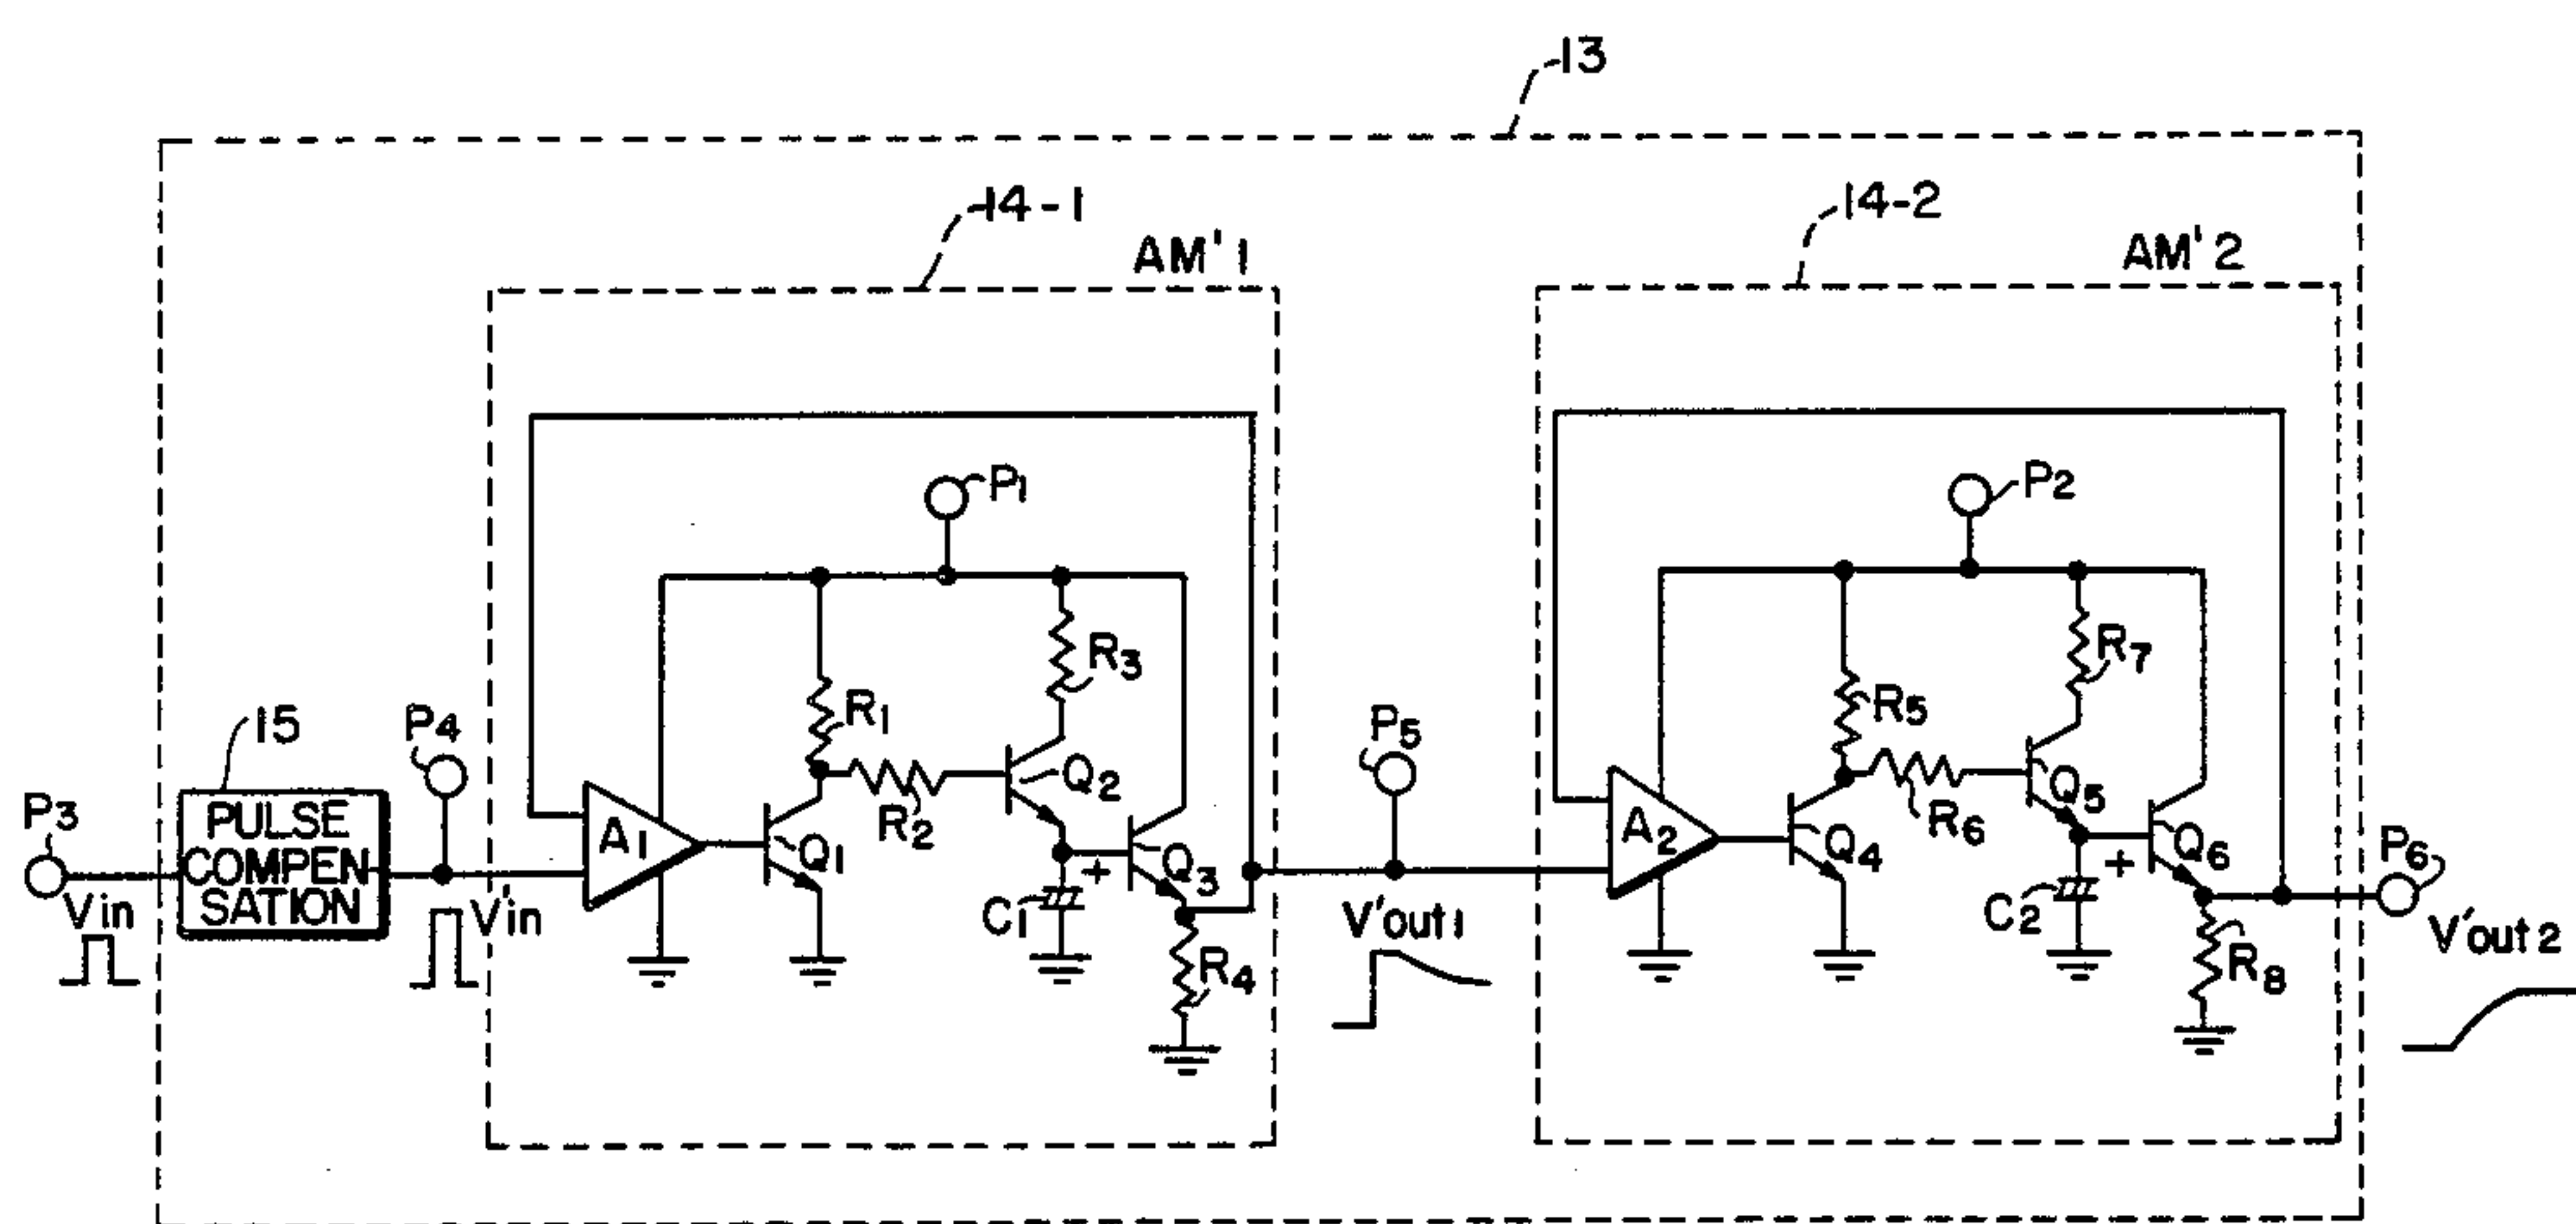 13
14-1
14-2
AM'1
AM'2
P1
P2
R3
R7
R1
R5
15
P4
P5
Q2
Q5
P3
PULSE
COMPEN-
SATION
A1
R2
A2
R6
Q1
Q4
Q3
Q6
P6
+
+
Vin
V'in
C1
V'out1
C2
V'out2
R4
R8